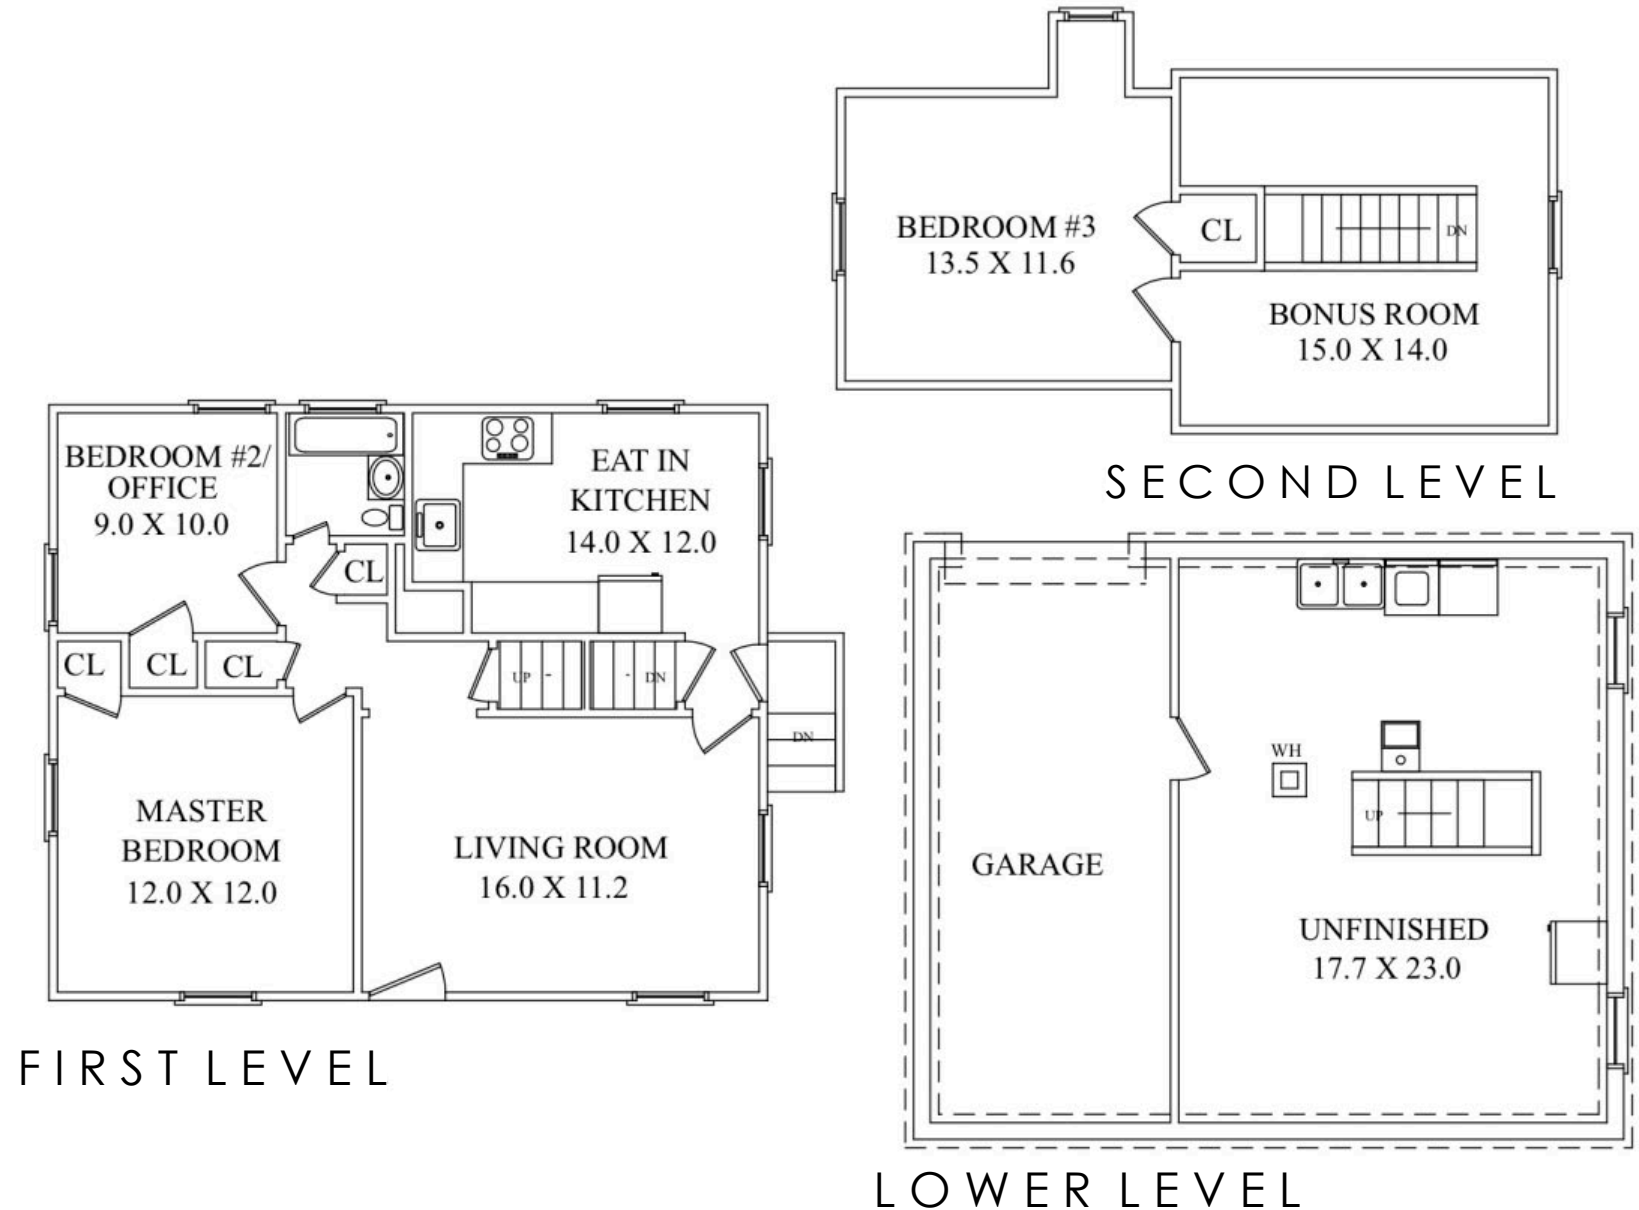 BEDROOM #3
13.5 X 11.6
CL
DN
BONUS ROOM
15.0 X 14.0
SECOND LEVEL
BEDROOM #2/
OFFICE
9.0 X 10.0
EAT IN
KITCHEN
14.0 X 12.0
CL
CL
CL
CL
UP
DN
DN
MASTER
BEDROOM
12.0 X 12.0
LIVING ROOM
16.0 X 11.2
FIRST LEVEL
WH
UP
GARAGE
UNFINISHED
17.7 X 23.0
LOWER LEVEL